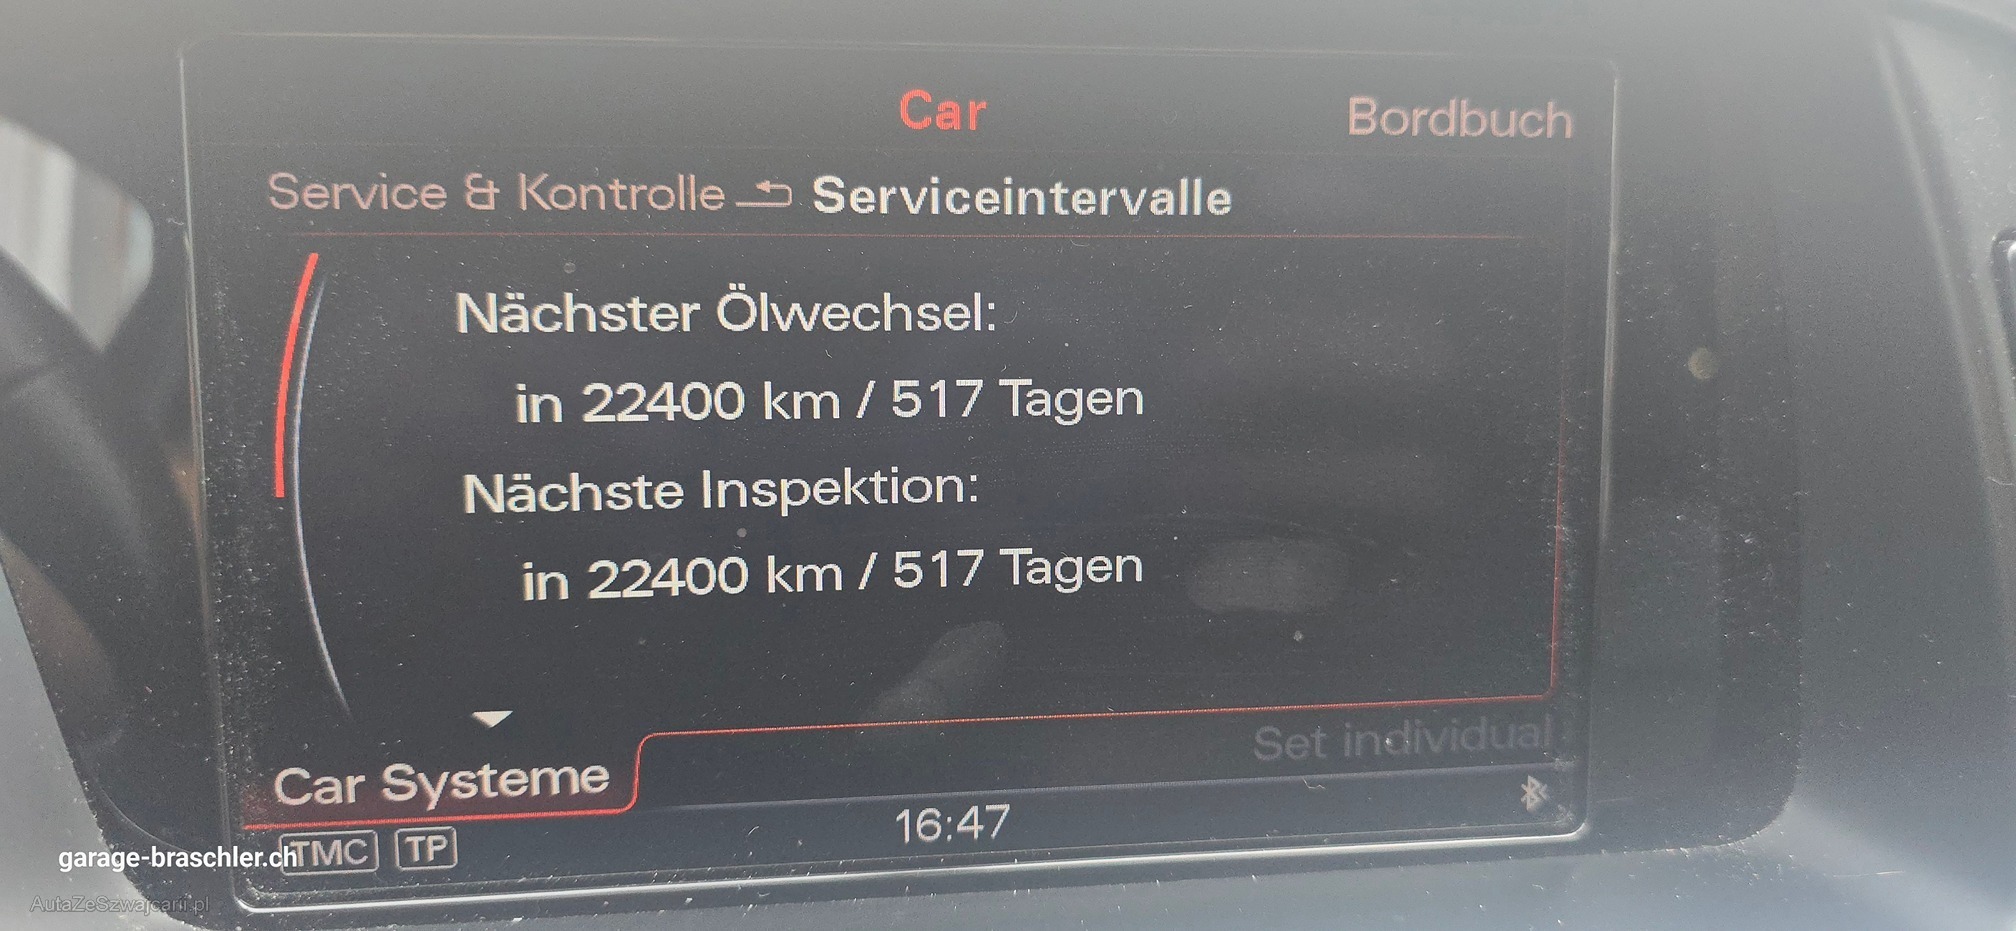 Car
Bordbuch
Service & Kontrolle Serviceintervalle
Nächster Ölwechsel:
in 22400 km / 517 Tagen
Nächste Inspektion:
in 22400 km / 517 Tagen
Set individual
Car Systeme
16:47
TMC TP
garage-braschler.ch
AutaZeSzwajcarii.pl